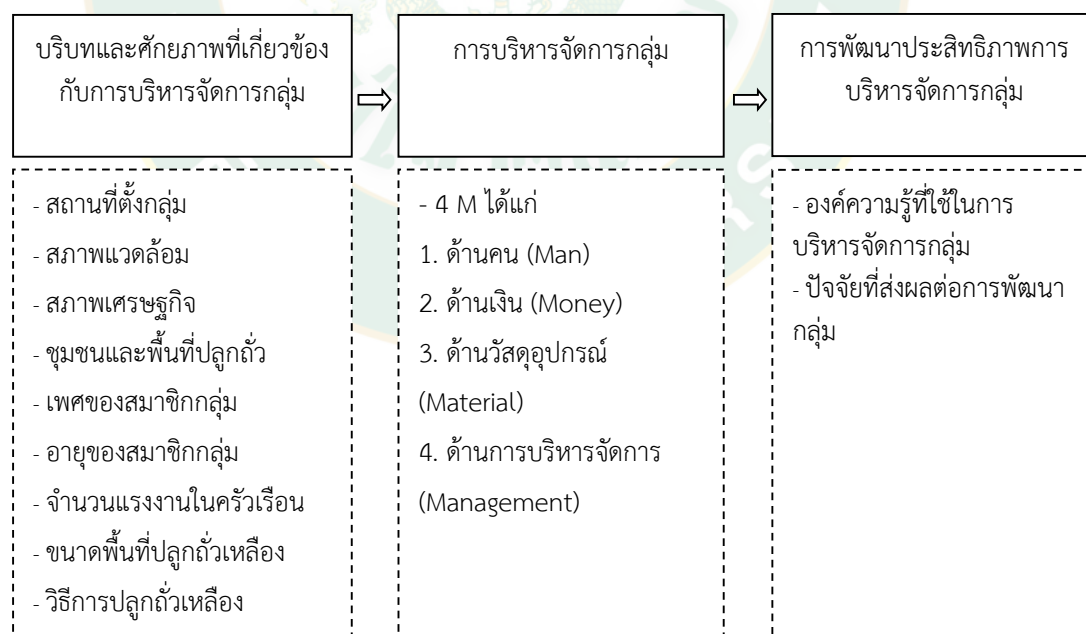 บริบทและศักยภาพที่เกี่ยวข้อง
กับการบริหารจัดการกลุ่ม
การบริหารจัดการกลุ่ม
การพัฒนาประสิทธิภาพการ
บริหารจัดการกลุ่ม
- สถานที่ตั้งกลุ่ม
- สภาพแวดล้อม
- สภาพเศรษฐกิจ
- ชุมชนและพื้นที่ปลูกถั่ว
- เพศของสมาชิกกลุ่ม
- อายุของสมาชิกกลุ่ม
- จำนวนแรงงานในครัวเรือน
- ขนาดพื้นที่ปลูกถั่วเหลือง
- วิธีการปลูกถั่วเหลือง
- 4 M ได้แก่
1. ด้านคน (Man)
2. ด้านเงิน (Money)
3. ด้านวัสดุอุปกรณ์
(Material)
4. ด้านการบริหารจัดการ
(Management)
- องค์ความรู้ที่ใช้ในการ
บริหารจัดการกลุ่ม
- ปัจจัยที่ส่งผลต่อการพัฒนา
กลุ่ม